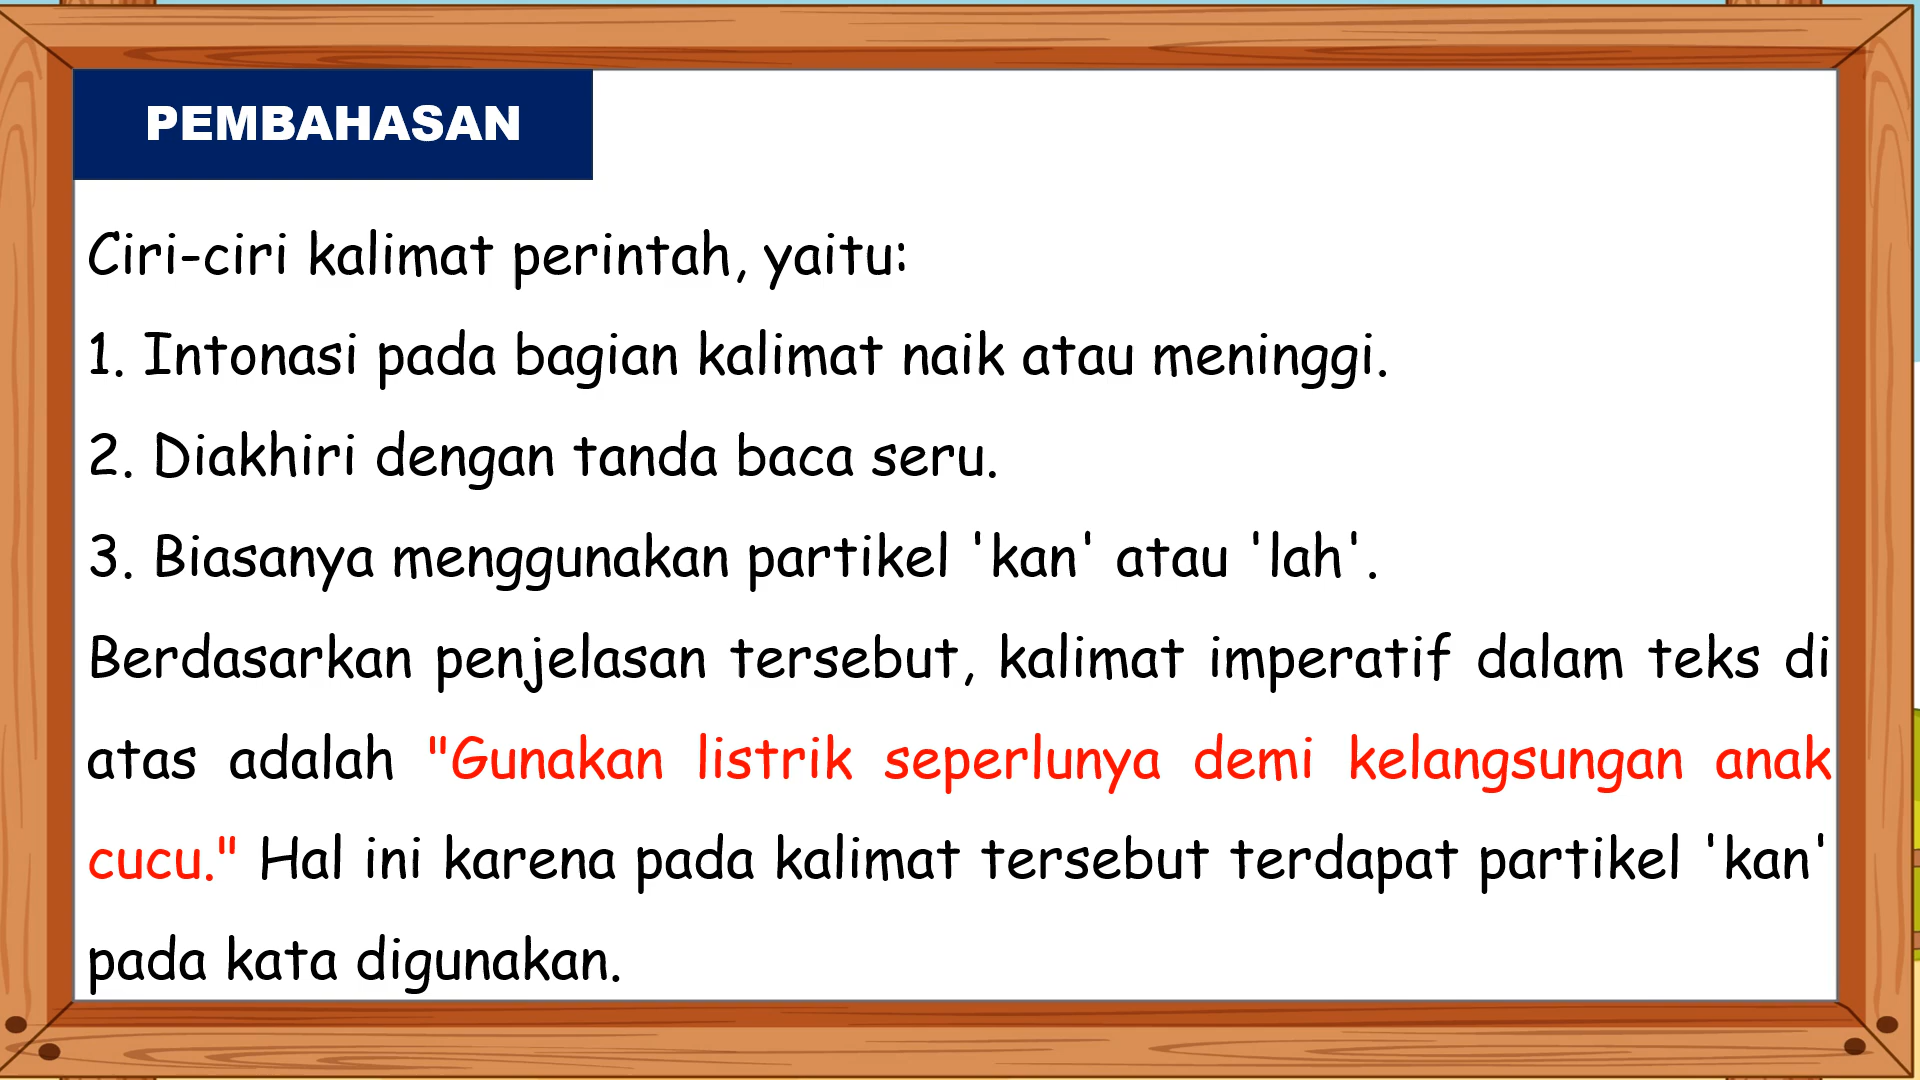 PEMBAHASAN
Ciri-ciri kalimat perintah, yaitu:
1. Intonasi pada bagian kalimat naik atau meninggi.
2. Diakhiri dengan tanda baca seru.
3. Biasanya menggunakan partikel 'kan' atau 'lah'.
Berdasarkan penjelasan tersebut, kalimat imperatif dalam teks di
atas adalah "Gunakan listrik seperlunya demi kelangsungan anak
cucu." Hal ini karena pada kalimat tersebut terdapat partikel 'kan'
pada kata digunakan.